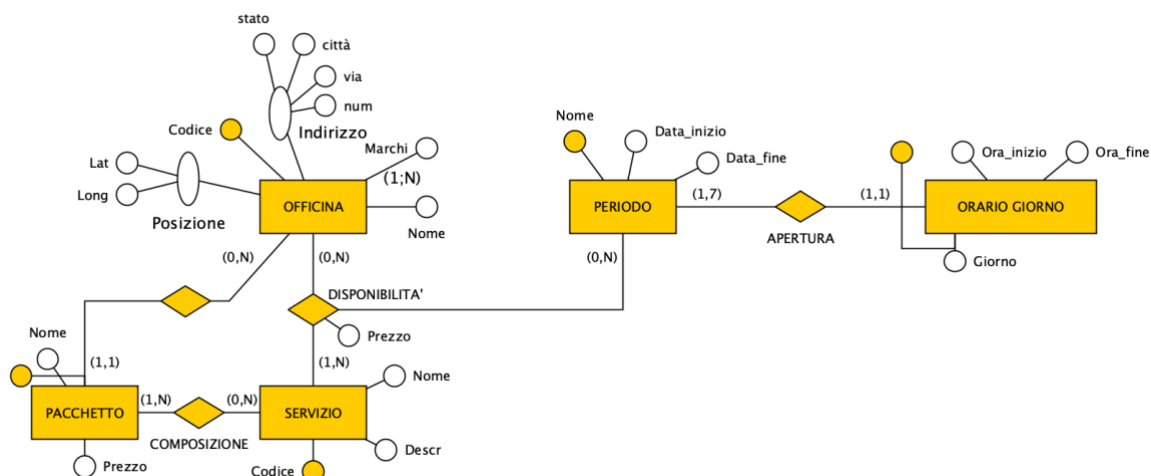 stato
città
via
num
Indirizzo
Codice
Marchi
(1;N)
Lat
Long
Posizione
OFFICINA
Nome
Nome
Data_inizio
Data_fine
PERIODO
(1,7)
APERTURA
(1,1)
Ora_inizio
Ora_fine
ORARIO GIORNO
Giorno
(0,N)
(0,N)
(0,N)
DISPONIBILITA'
Prezzo
Nome
(1,1)
(1,N)
PACCHETTO
(1,N)
(0,N)
COMPOSIZIONE
SERVIZIO
Nome
Descr
Prezzo
Codice